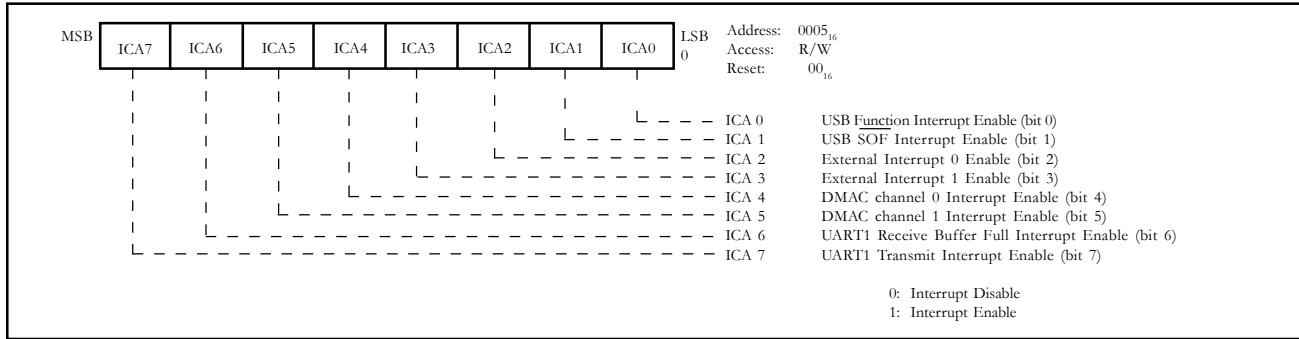 MSB ICA7 ICA6 ICA5 ICA4 ICA3 ICA2 ICA1 ICA0 LSB
0
Address: 0005₁₆
Access: R/W
Reset: 00₁₆
ICA 0 USB Function Interrupt Enable (bit 0)
ICA 1 USB S̅O̅F̅ Interrupt Enable (bit 1)
ICA 2 External Interrupt 0 Enable (bit 2)
ICA 3 External Interrupt 1 Enable (bit 3)
ICA 4 DMAC channel 0 Interrupt Enable (bit 4)
ICA 5 DMAC channel 1 Interrupt Enable (bit 5)
ICA 6 UART1 Receive Buffer Full Interrupt Enable (bit 6)
ICA 7 UART1 Transmit Interrupt Enable (bit 7)
0: Interrupt Disable
1: Interrupt Enable